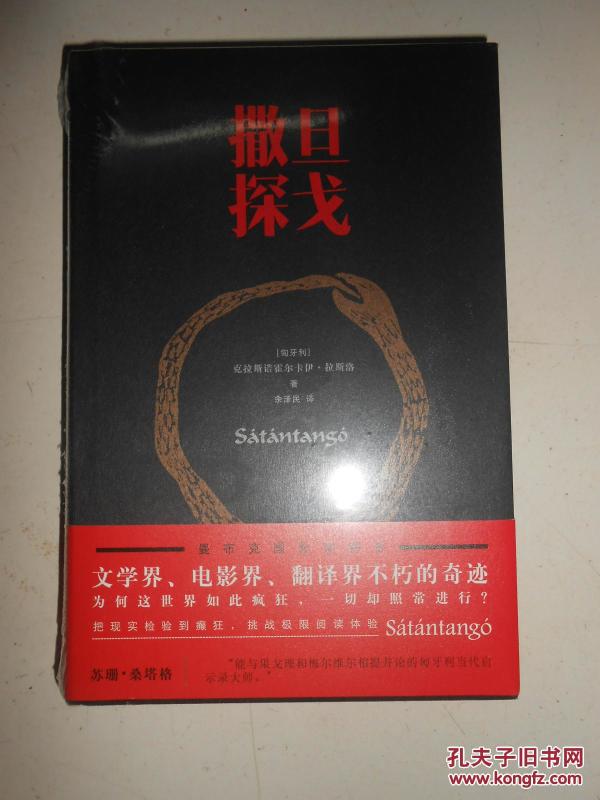 撒旦
探戈
[匈牙利]
克拉斯诺霍尔卡伊·拉斯洛
著
余泽民 译
Sátántangó
曼布克国际
文学界、电影界、翻译界不朽的奇迹
为何这世界如此疯狂，一切却照常进行？
把现实检验到癫狂，挑战极限阅读体验 Sátántangó
苏珊·桑塔格
“能与果戈理和梅尔维尔相提并论的匈牙利当代启
示录大师。”
孔夫子旧书网
www.kongfz.com